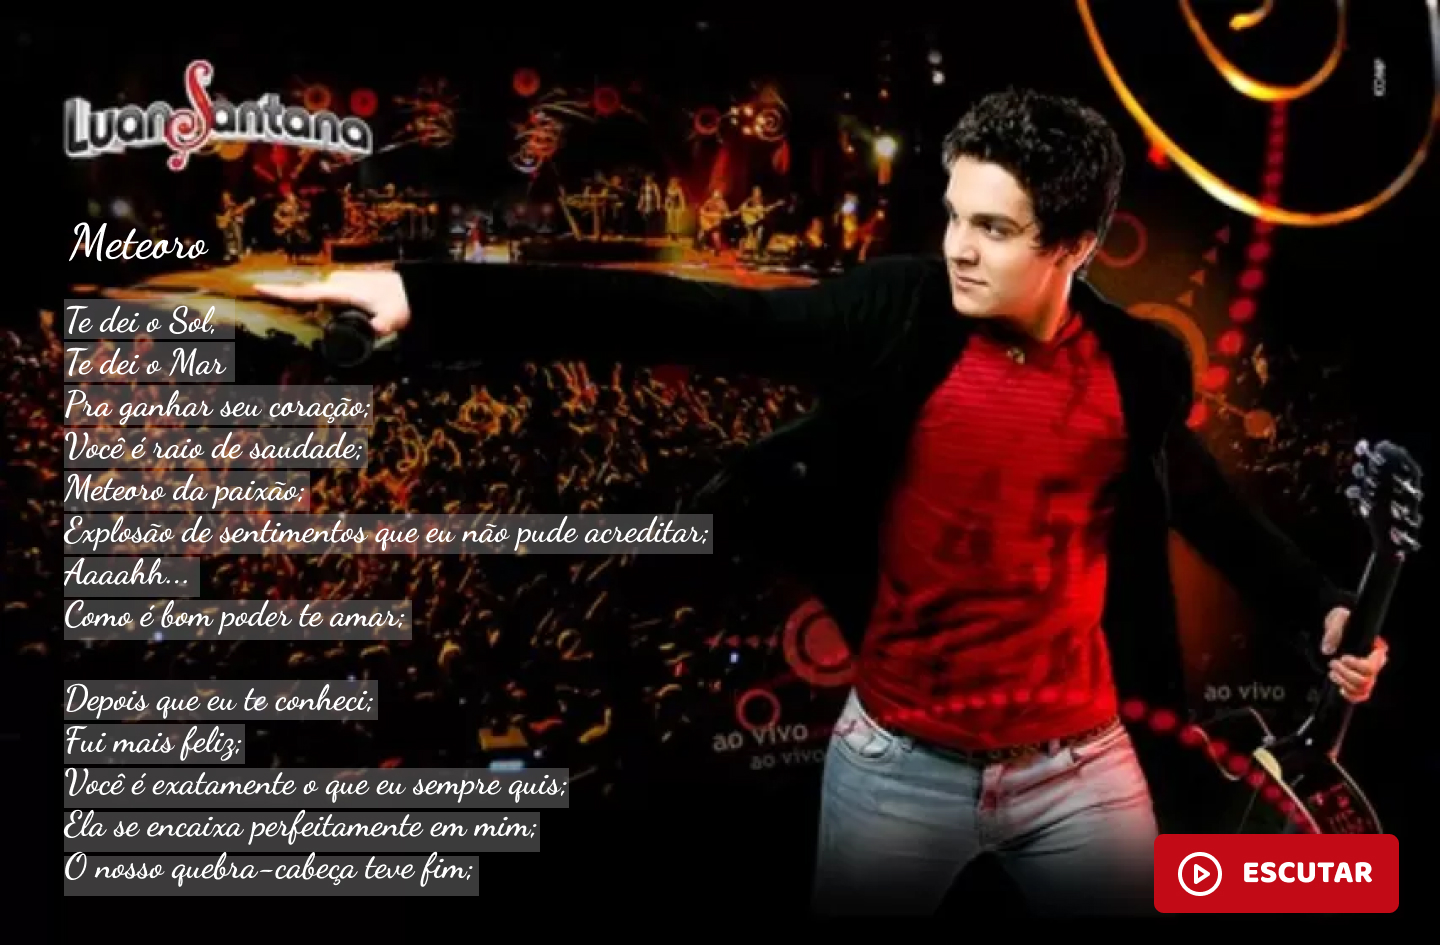 Luan Santana
Meteoro
Te dei o Sol,
Te dei o Mar
Pra ganhar seu coração;
Você é raio de saudade;
Meteoro da paixão;
Explosão de sentimentos que eu não pude acreditar;
Aaaahh...
Como é bom poder te amar;
Depois que eu te conheci;
Fui mais feliz;
Você é exatamente o que eu sempre quis;
Ela se encaixa perfeitamente em mim;
O nosso quebra-cabeça teve fim;
ao vivo
ao vivo
ao vivo
ESCUTAR